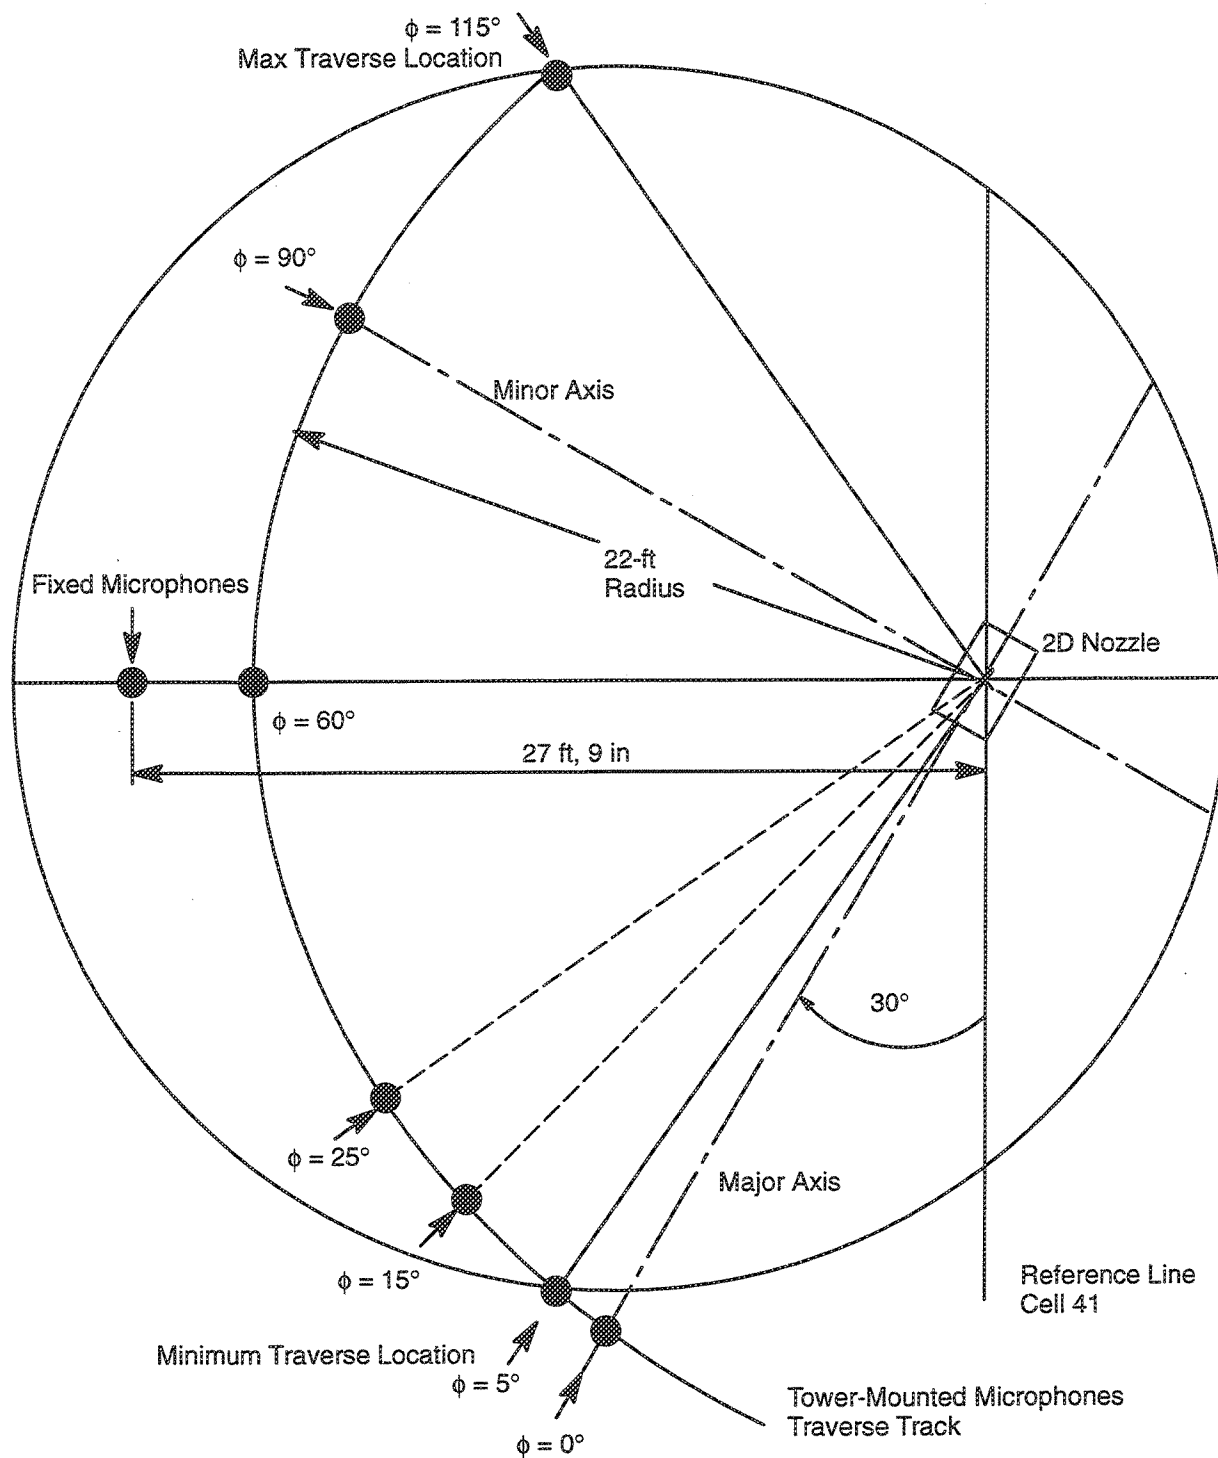 ϕ = 115°
Max Traverse Location
ϕ = 90°
Minor Axis
22-ft
Radius
Fixed Microphones
2D Nozzle
ϕ = 60°
27 ft, 9 in
30°
ϕ = 25°
Major Axis
ϕ = 15°
Reference Line
Cell 41
Minimum Traverse Location
ϕ = 5°
Tower-Mounted Microphones
Traverse Track
ϕ = 0°